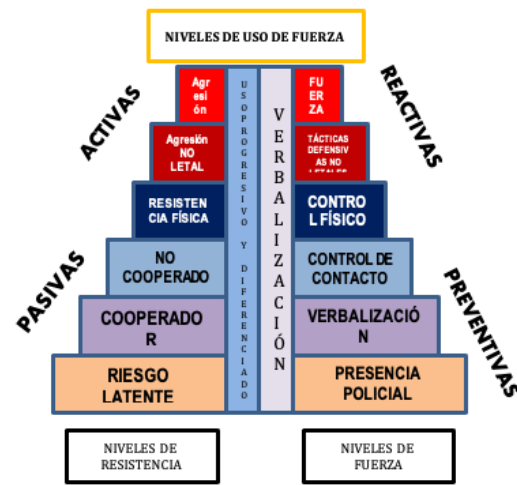 NIVELES DE USO DE FUERZA
ACTIVAS
PASIVAS
Agr
esi
ón
Agresión
NO
LETAL
RESISTEN
CIA FÍSICA
NO
COOPERADO
COOPERADO
R
RIESGO
LATENTE
USO PROGRESIVO Y DIFERENCIADO
VERBALIZACIÓN
FU
ER
ZA
TÁCTICAS
DEFENSIV
AS NO
LETALES
CONTRO
L FÍSICO
CONTROL DE
CONTACTO
VERBALIZACIÓ
N
PRESENCIA
POLICIAL
REACTIVAS
PREVENTIVAS
NIVELES DE
RESISTENCIA
NIVELES DE
FUERZA